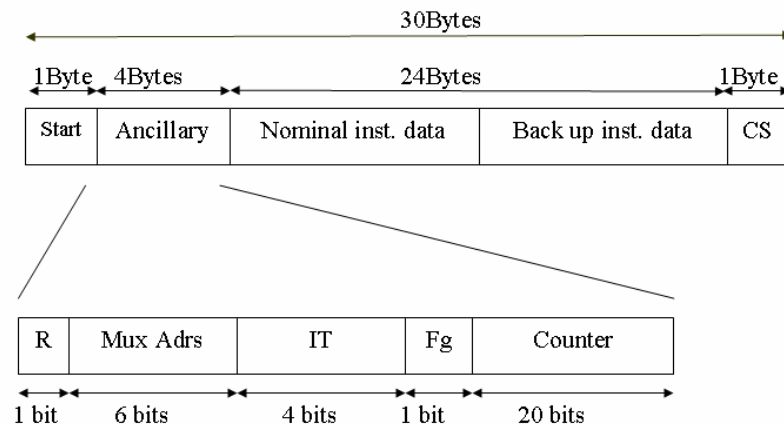 30Bytes
1Byte 4Bytes 24Bytes 1Byte
Start Ancillary Nominal inst. data Back up inst. data CS
R Mux Adrs IT Fg Counter
1 bit 6 bits 4 bits 1 bit 20 bits